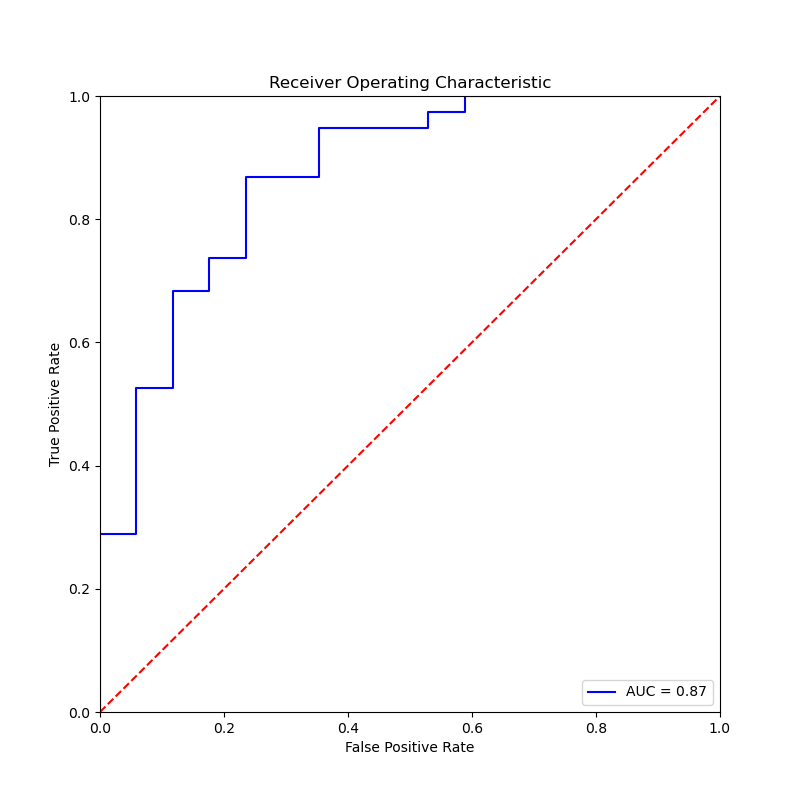 Receiver Operating Characteristic
1.0
0.8
0.6
0.4
0.2
0.0
True Positive Rate
AUC = 0.87
0.0 0.2 0.4 0.6 0.8 1.0
False Positive Rate